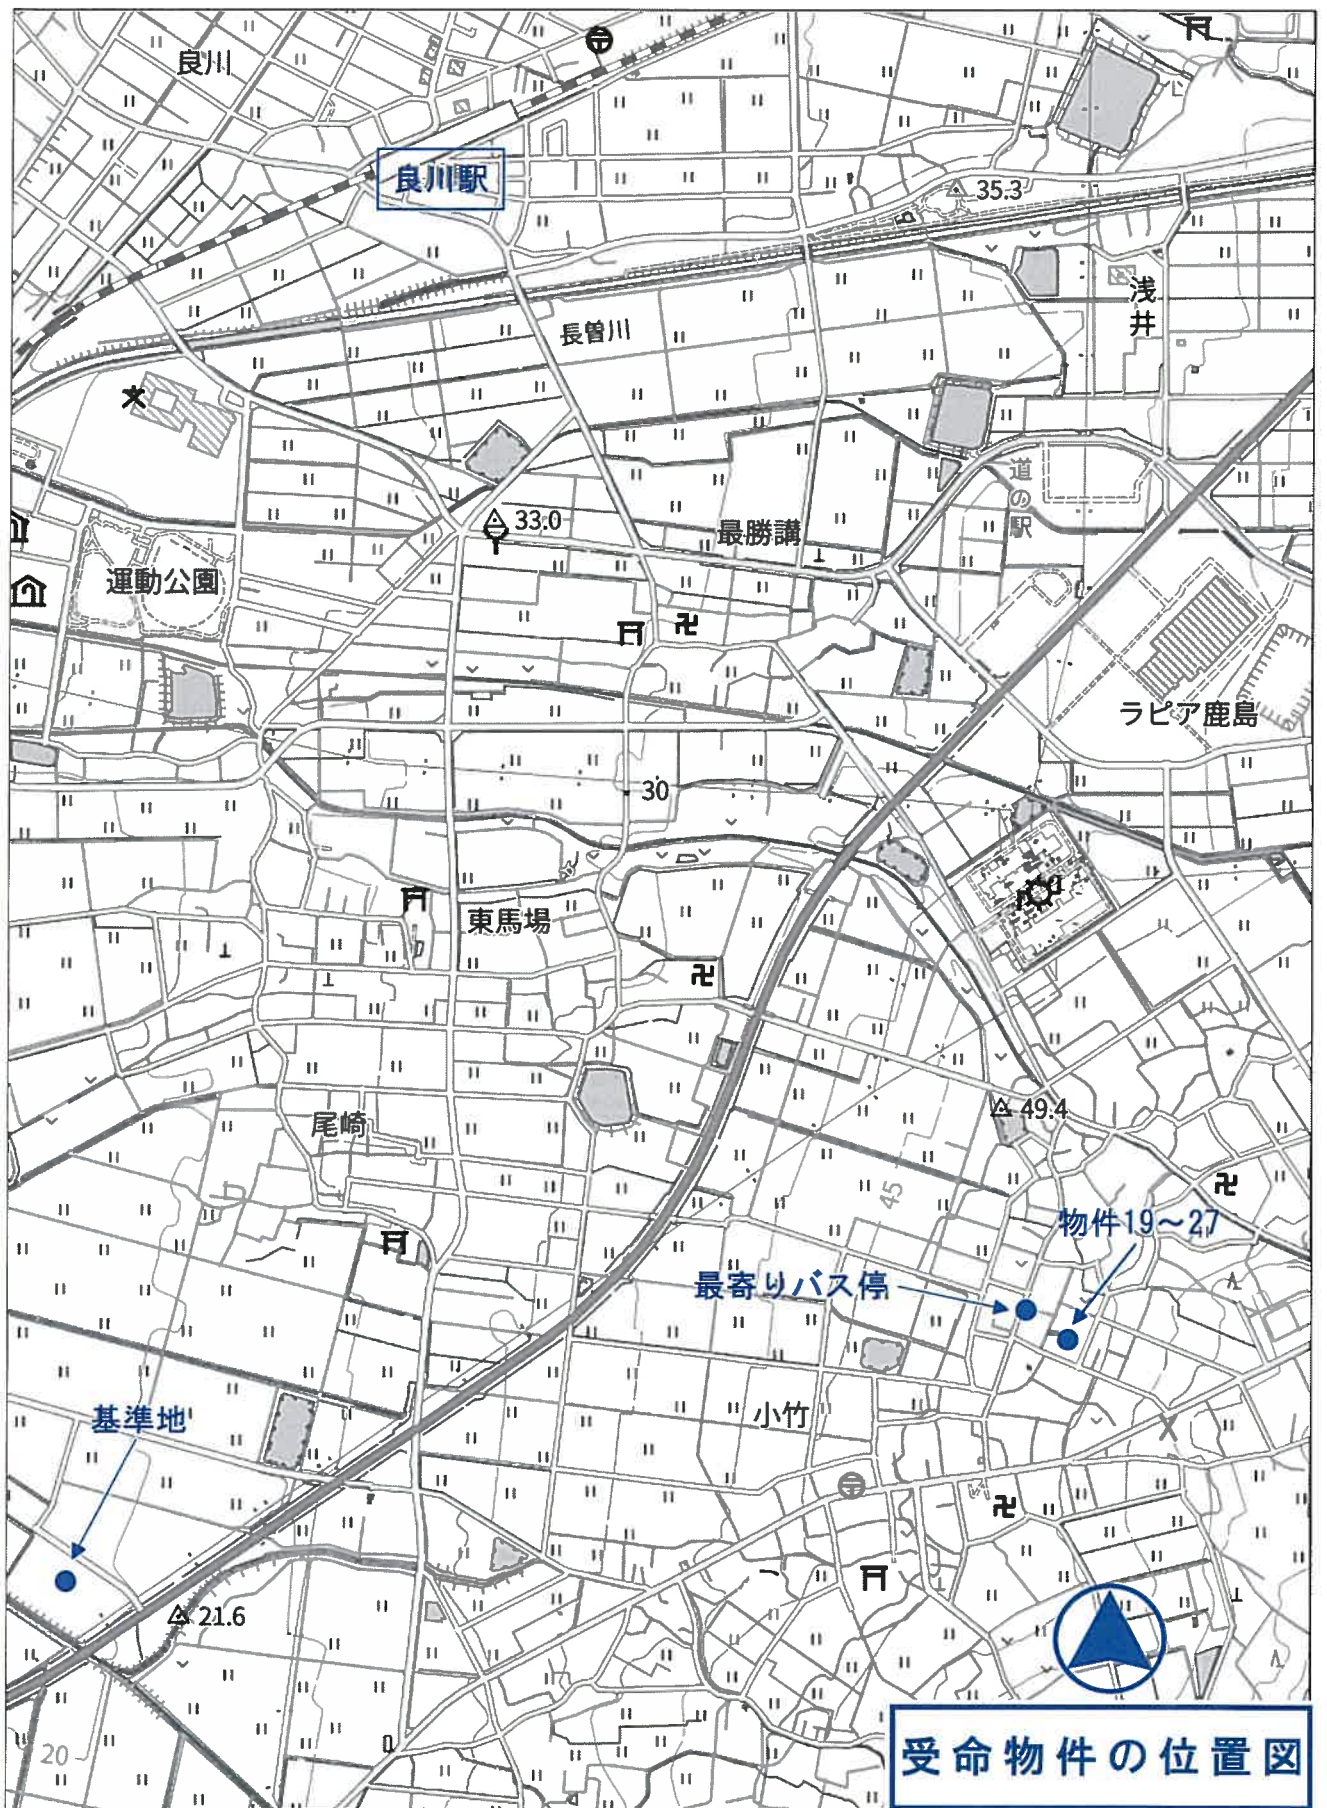 良川
良川駅
35.3
浅井
長曽川
道の駅
33.0
最勝講
運動公園
ラピア鹿島
30
東馬場
尾崎
49.4
45
物件19～27
最寄りバス停
基準地
小竹
21.6
20
受命物件の位置図